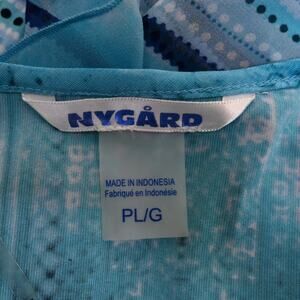 NYGÅRD
MADE IN INDONESIA
Fabriqué en Indonésie
PL/G